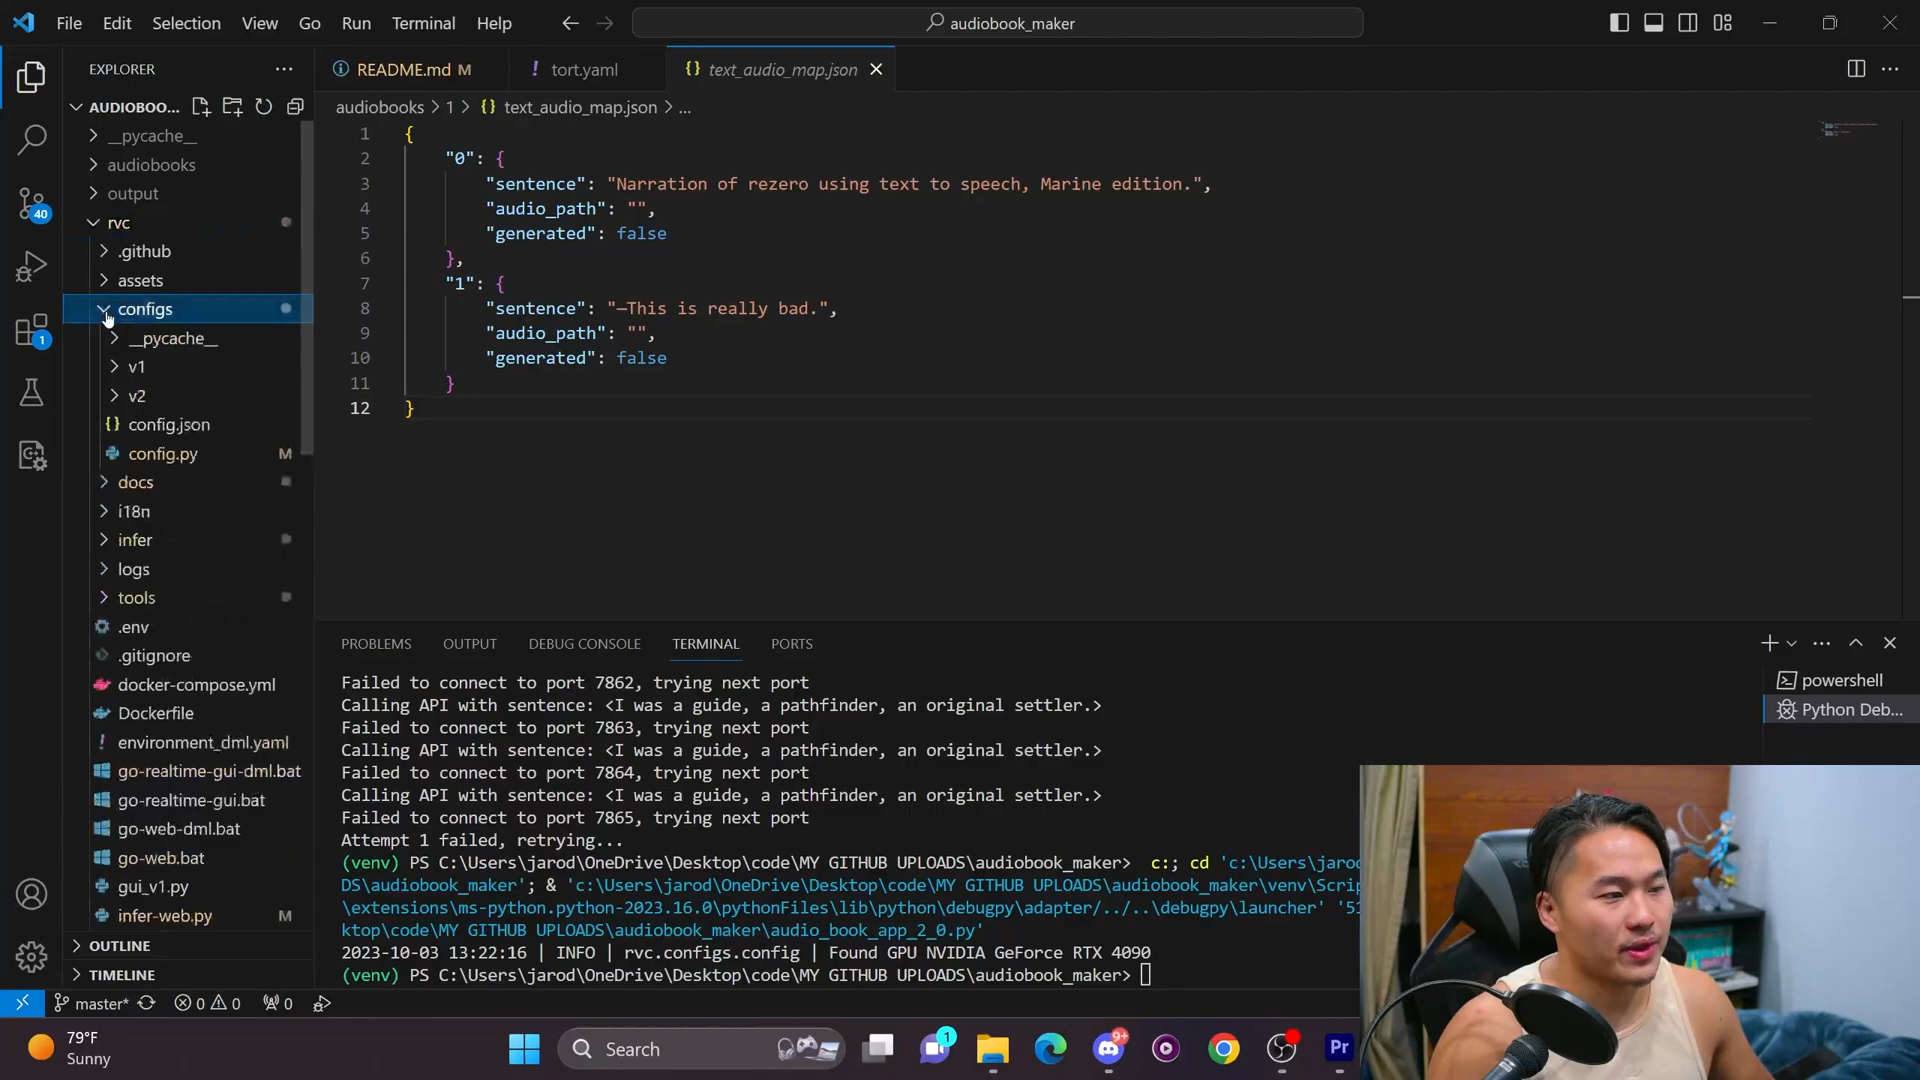 File Edit Selection View Go Run Terminal Help
audiobook_maker
EXPLORER
README.md M
tort.yaml
text_audio_map.json
AUDIOBOO...
audiobooks > 1 > {} text_audio_map.json > ...
__pycache__
audiobooks
output
rvc
.github
assets
configs
__pycache__
v1
v2
config.json
config.py M
docs
i18n
infer
logs
tools
.env
.gitignore
docker-compose.yml
Dockerfile
environment_dml.yaml
go-realtime-gui-dml.bat
go-realtime-gui.bat
go-web-dml.bat
go-web.bat
gui_v1.py
infer-web.py M
OUTLINE
TIMELINE
40
1
1 {
2 "0": {
3 "sentence": "Narration of rezero using text to speech, Marine edition.",
4 "audio_path": "",
5 "generated": false
6 },
7 "1": {
8 "sentence": "—This is really bad.",
9 "audio_path": "",
10 "generated": false
11 }
12 }
PROBLEMS OUTPUT DEBUG CONSOLE TERMINAL PORTS
powershell
Python Deb...
Failed to connect to port 7862, trying next port
Calling API with sentence: <I was a guide, a pathfinder, an original settler.>
Failed to connect to port 7863, trying next port
Calling API with sentence: <I was a guide, a pathfinder, an original settler.>
Failed to connect to port 7864, trying next port
Calling API with sentence: <I was a guide, a pathfinder, an original settler.>
Failed to connect to port 7865, trying next port
Attempt 1 failed, retrying...
(venv) PS C:\Users\jarod\OneDrive\Desktop\code\MY GITHUB UPLOADS\audiobook_maker> c:; cd 'c:\Users\jarod
DS\audiobook_maker'; & 'c:\Users\jarod\OneDrive\Desktop\code\MY GITHUB UPLOADS\audiobook_maker\venv\Scrip
\extensions\ms-python.python-2023.16.0\pythonFiles\lib\python\debugpy\adapter/../..\debugpy\launcher' '51
ktop\code\MY GITHUB UPLOADS\audiobook_maker\audio_book_app_2_0.py'
2023-10-03 13:22:16 | INFO | rvc.configs.config | Found GPU NVIDIA GeForce RTX 4090
(venv) PS C:\Users\jarod\OneDrive\Desktop\code\MY GITHUB UPLOADS\audiobook_maker>
master* 0 0 0
79°F
Sunny
Search
1
9+
Pr